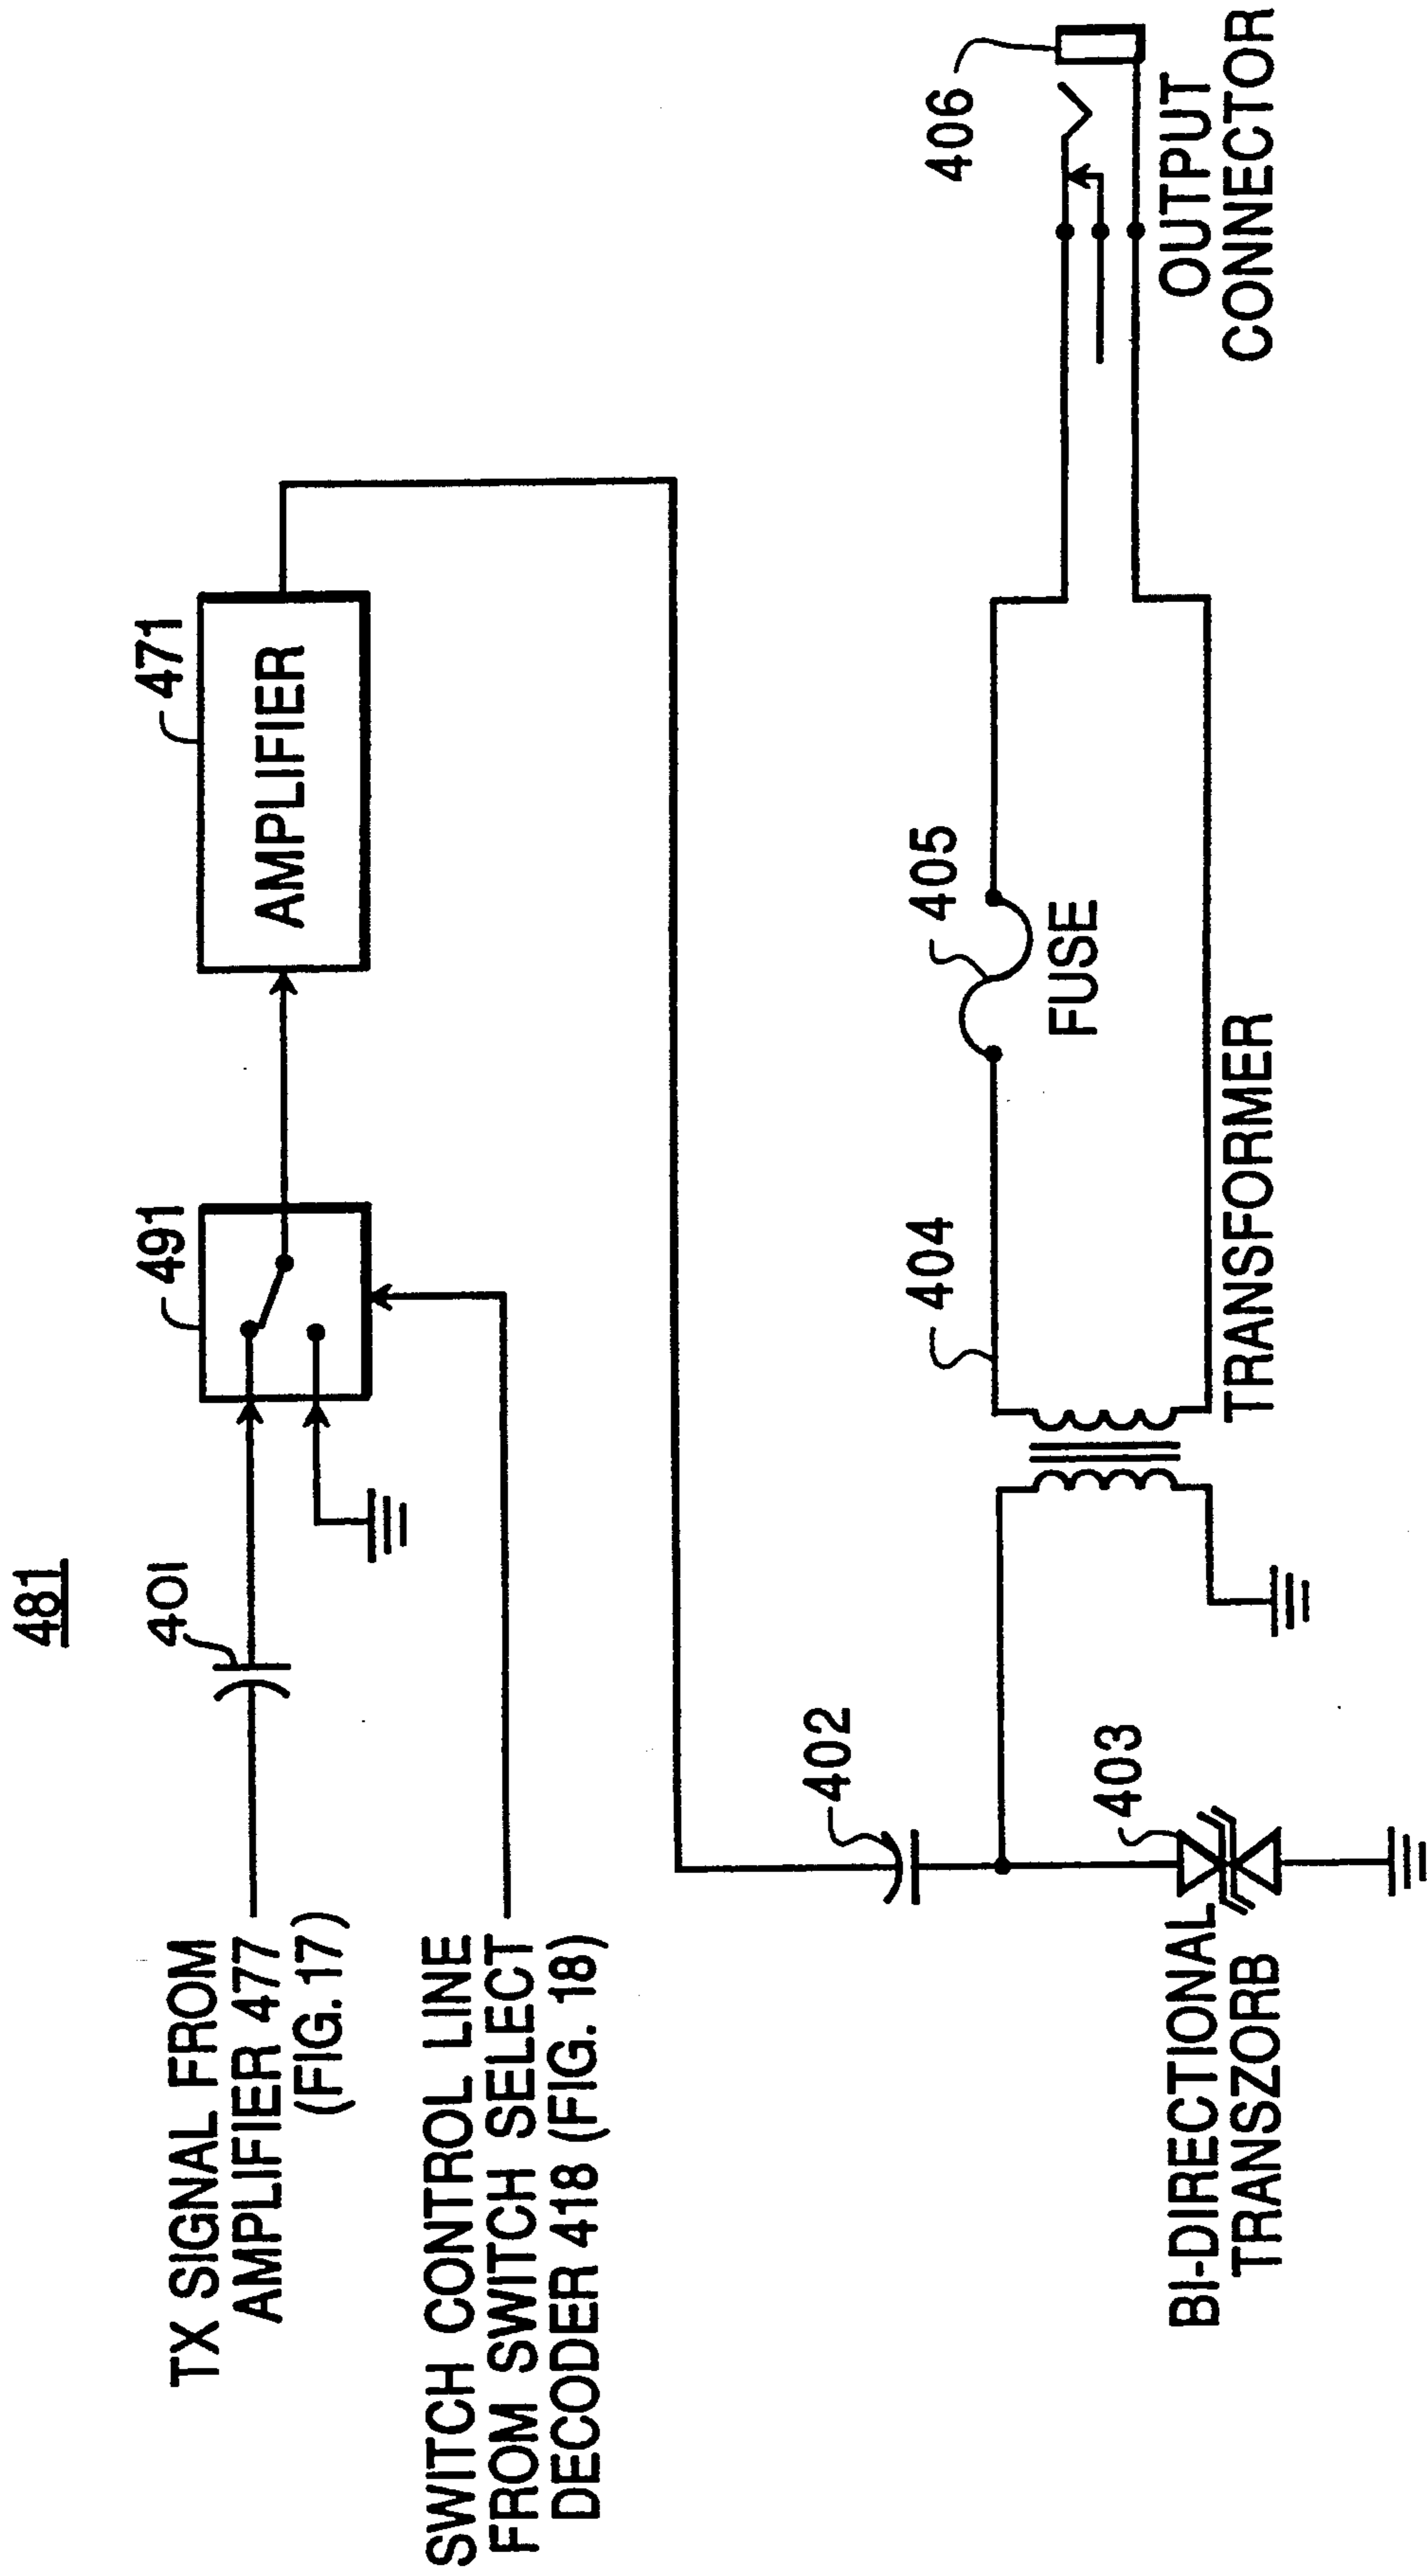 481
401
491
471
AMPLIFIER
TX SIGNAL FROM
AMPLIFIER 477
(FIG. 17)
SWITCH CONTROL LINE
FROM SWITCH SELECT
DECODER 418 (FIG. 18)
402
404
405
406
FUSE
403
BI-DIRECTIONAL
TRANSZORB
TRANSFORMER
OUTPUT
CONNECTOR